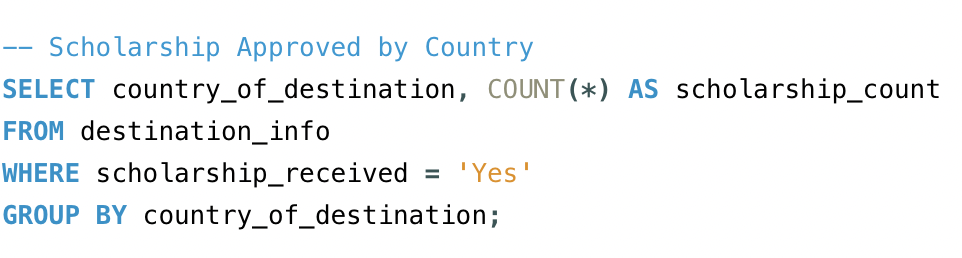 -- Scholarship Approved by Country
SELECT country_of_destination, COUNT(*) AS scholarship_count
FROM destination_info
WHERE scholarship_received = 'Yes'
GROUP BY country_of_destination;